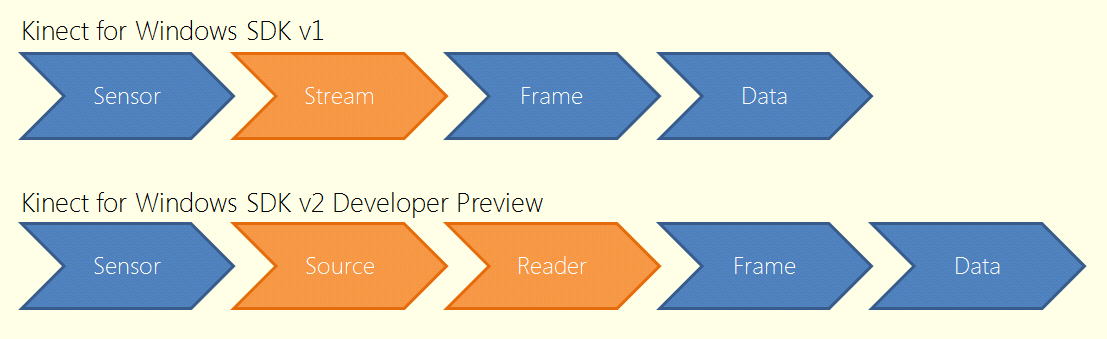 Kinect for Windows SDK v1
Sensor Stream Frame Data
Kinect for Windows SDK v2 Developer Preview
Sensor Source Reader Frame Data